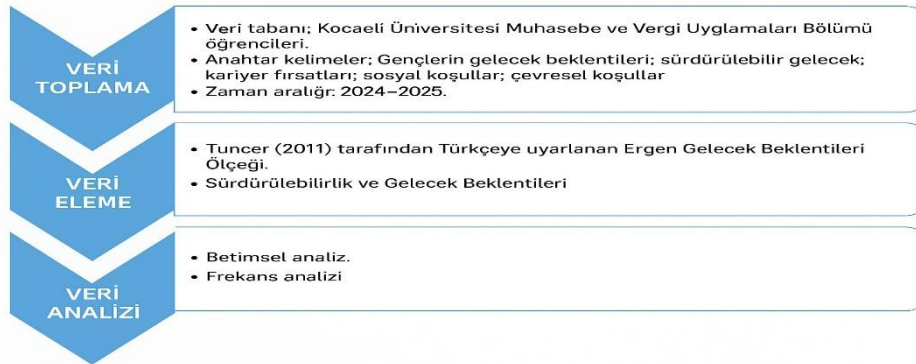 VERİ
TOPLAMA
• Veri tabanı; Kocaeli Üniversitesi Muhasebe ve Vergi Uyglamaları Bölümü
öğrencileri.
• Anahtar kelimeler; Gençlerin gelecek beklentileri; sürdürülebilir gelecek;
kariyer fırsatları; sosyal koşullar; çevresel koşullar
• Zaman aralığr: 2024–2025.
VERİ
ELEME
• Tuncer (2011) tarafından Türkçeye uyarlanan Ergen Gelecek Beklentileri
Ölçeği.
• Sürdürülebilirlik ve Gelecek Beklentileri
VERİ
ANALİZİ
• Betimsel analiz.
• Frekans analizi